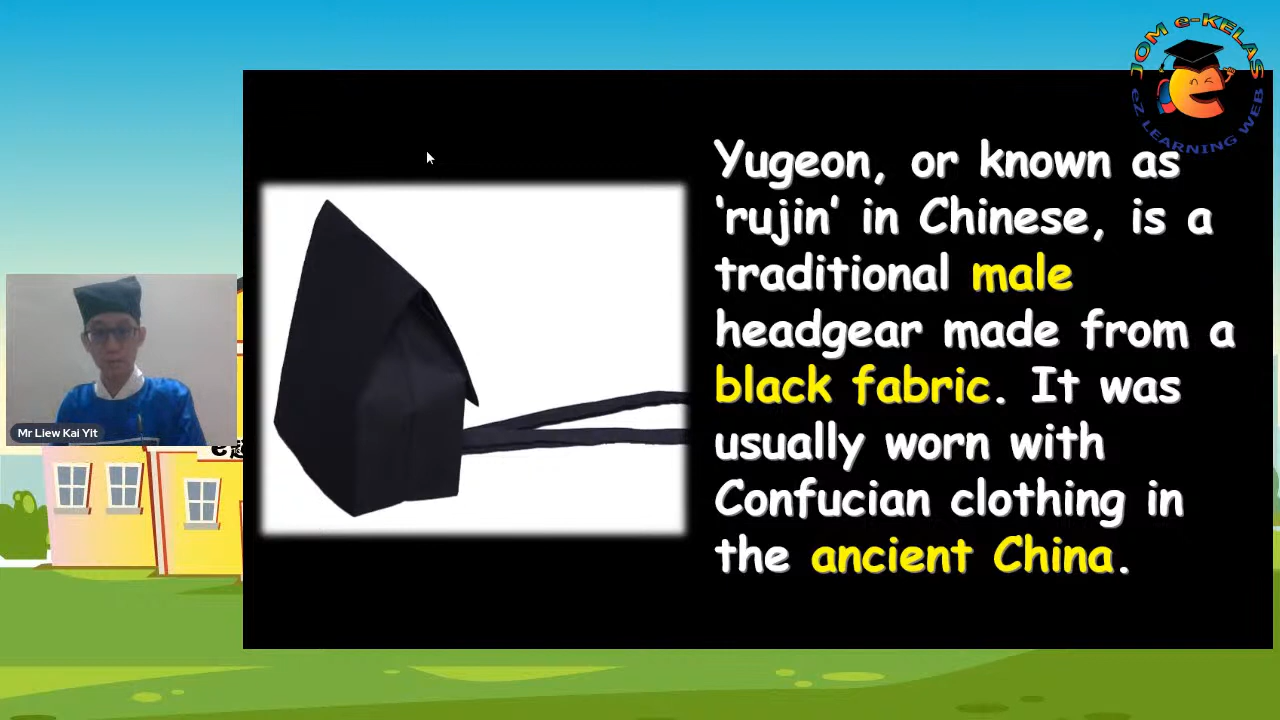 JOM e-KELAS
eZ LEARNING WEB
Yugeon, or known as
‘rujin’ in Chinese, is a
traditional male
headgear made from a
black fabric. It was
usually worn with
Confucian clothing in
the ancient China.
Mr Liew Kai Yit